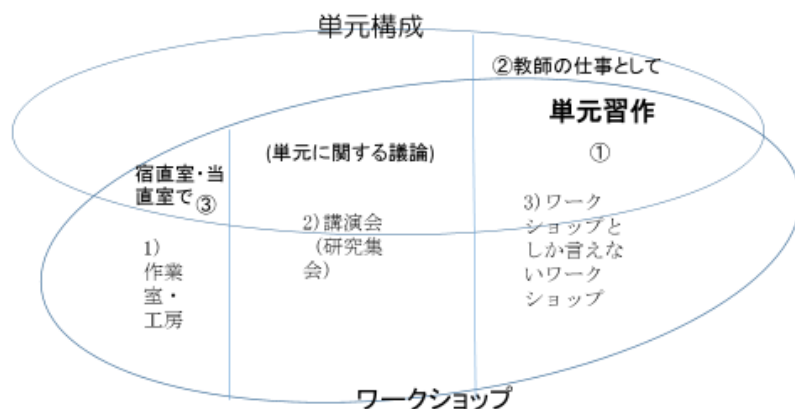 単元構成
②教師の仕事として
単元習作
(単元に関する議論)
①
宿直室・当
直室で③
3)ワーク
ショップと
しか言えな
いワーク
ショップ
2)講演会
(研究集
会)
1)
作業
室・
工房
ワークショップ